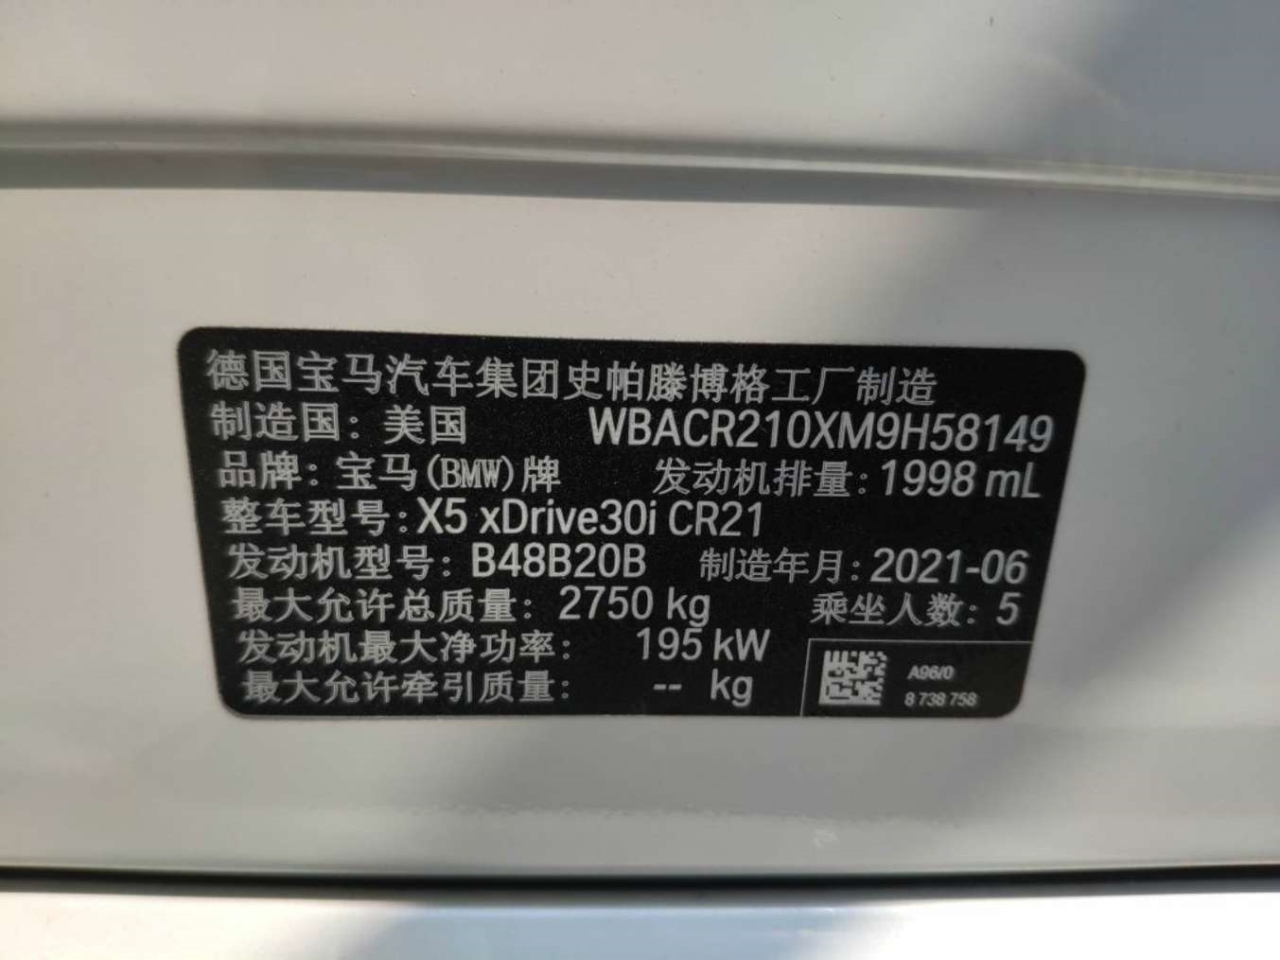 德国宝马汽车集团史帕滕博格工厂制造
制造国: 美国 WBACR210XM9H58149
品牌: 宝马(BMW)牌 发动机排量: 1998 mL
整车型号: X5 xDrive30i CR21
发动机型号: B48B20B 制造年月: 2021-06
最大允许总质量: 2750 kg 乘坐人数: 5
发动机最大净功率: 195 kW
最大允许牵引质量: -- kg
A96/0
8 738 758